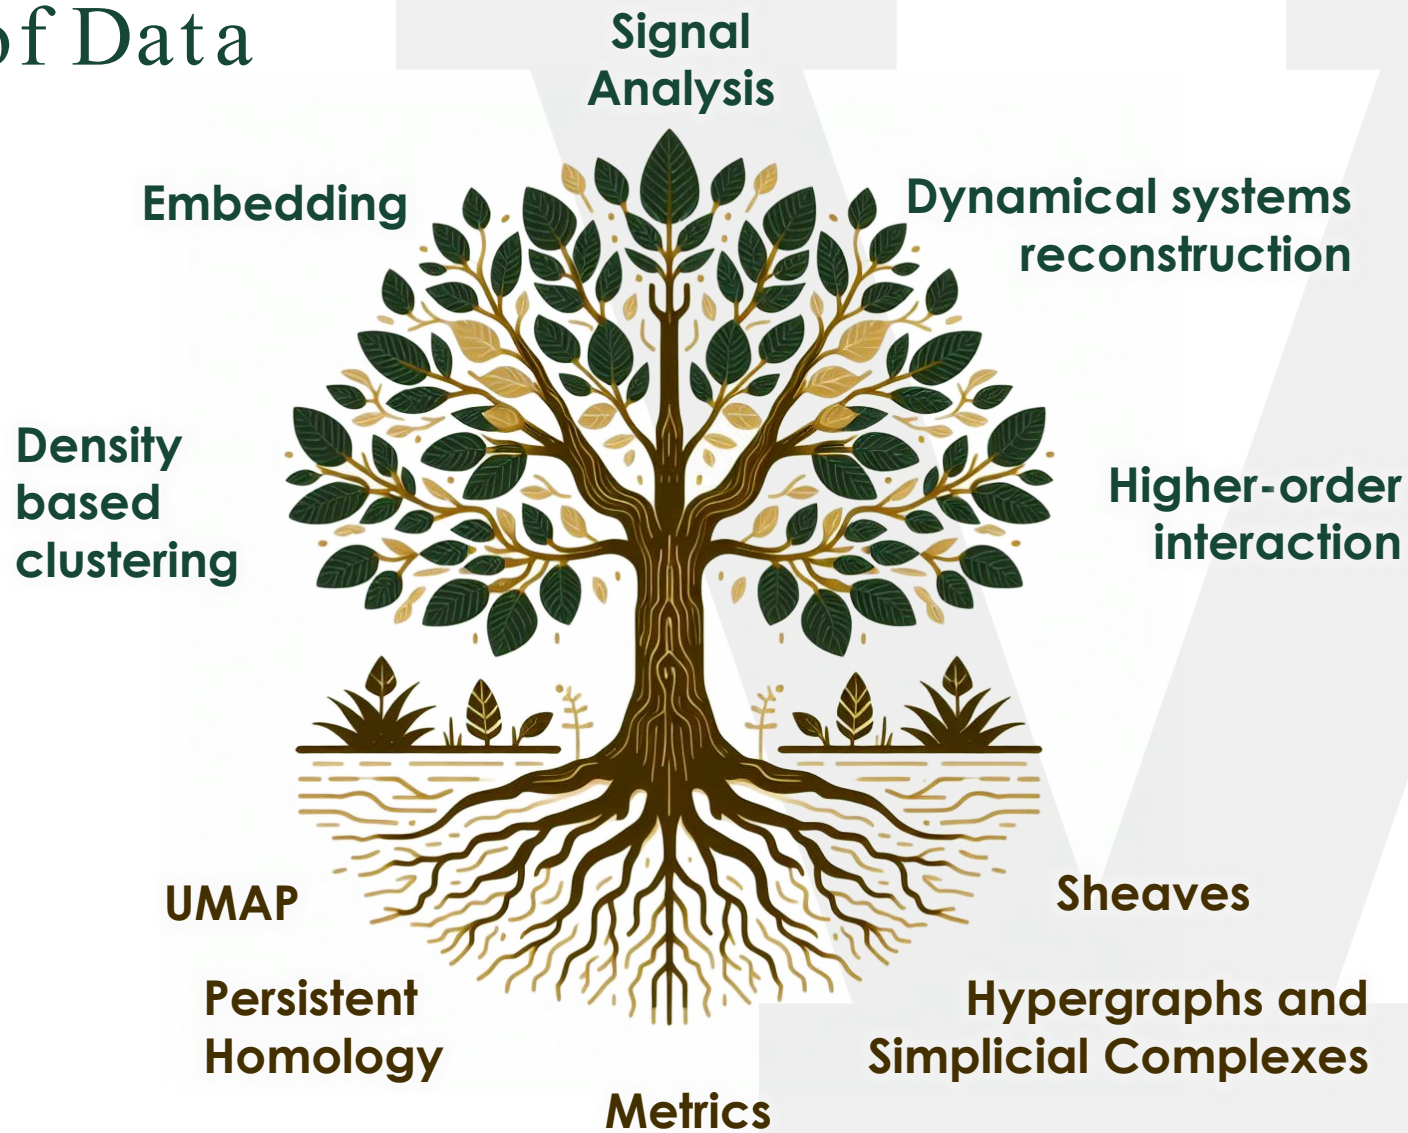 of Data
Signal
Analysis
Embedding
Dynamical systems
reconstruction
Density
based
clustering
Higher-order
interaction
UMAP
Sheaves
Persistent
Homology
Hypergraphs and
Simplicial Complexes
Metrics